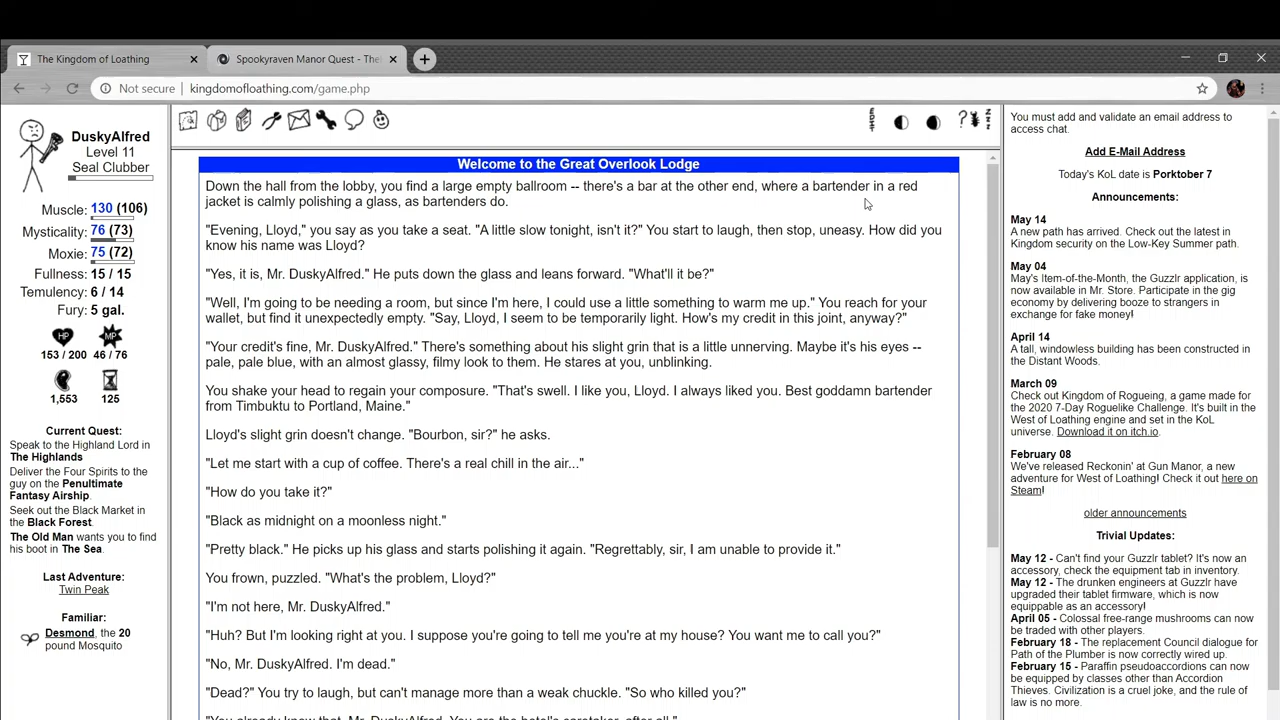 The Kingdom of Loathing
Spookyraven Manor Quest - The
Not secure
kingdomofloathing.com/game.php
DuskyAlfred
Level 11
Seal Clubber
Muscle: 130 (106)
Mysticality: 76 (73)
Moxie: 75 (72)
Fullness: 15 / 15
Temulency: 6 / 14
Fury: 5 gal.
HP
MP
153 / 200
46 / 76
1,553
125
Current Quest:
Speak to the Highland Lord in
The Highlands
Deliver the Four Spirits to the
guy on the Penultimate
Fantasy Airship.
Seek out the Black Market in
the Black Forest.
The Old Man wants you to find
his boot in The Sea.
Last Adventure:
Twin Peak
Familiar:
Desmond, the 20
pound Mosquito
EDIT
?
Z
Z
Z
Welcome to the Great Overlook Lodge
Down the hall from the lobby, you find a large empty ballroom -- there's a bar at the other end, where a bartender in a red
jacket is calmly polishing a glass, as bartenders do.
"Evening, Lloyd," you say as you take a seat. "A little slow tonight, isn't it?" You start to laugh, then stop, uneasy. How did you
know his name was Lloyd?
"Yes, it is, Mr. DuskyAlfred." He puts down the glass and leans forward. "What'll it be?"
"Well, I'm going to be needing a room, but since I'm here, I could use a little something to warm me up." You reach for your
wallet, but find it unexpectedly empty. "Say, Lloyd, I seem to be temporarily light. How's my credit in this joint, anyway?"
"Your credit's fine, Mr. DuskyAlfred." There's something about his slight grin that is a little unnerving. Maybe it's his eyes --
pale, pale blue, with an almost glassy, filmy look to them. He stares at you, unblinking.
You shake your head to regain your composure. "That's swell. I like you, Lloyd. I always liked you. Best goddamn bartender
from Timbuktu to Portland, Maine."
Lloyd's slight grin doesn't change. "Bourbon, sir?" he asks.
"Let me start with a cup of coffee. There's a real chill in the air..."
"How do you take it?"
"Black as midnight on a moonless night."
"Pretty black." He picks up his glass and starts polishing it again. "Regrettably, sir, I am unable to provide it."
You frown, puzzled. "What's the problem, Lloyd?"
"I'm not here, Mr. DuskyAlfred."
"Huh? But I'm looking right at you. I suppose you're going to tell me you're at my house? You want me to call you?"
"No, Mr. DuskyAlfred. I'm dead."
"Dead?" You try to laugh, but can't manage more than a weak chuckle. "So who killed you?"
"You already know that, Mr. DuskyAlfred. You are the hotel's caretaker, after all."
You must add and validate an email address to
access chat.
Add E-Mail Address
Today's KoL date is Porktober 7
Announcements:
May 14
A new path has arrived. Check out the latest in
Kingdom security on the Low-Key Summer path.
May 04
May's Item-of-the-Month, the Guzzlr application, is
now available in Mr. Store. Participate in the gig
economy by delivering booze to strangers in
exchange for fake money!
April 14
A tall, windowless building has been constructed in
the Distant Woods.
March 09
Check out Kingdom of Rogueing, a game made for
the 2020 7-Day Roguelike Challenge. It's built in the
West of Loathing engine and set in the KoL
universe. Download it on itch.io.
February 08
We've released Reckonin' at Gun Manor, a new
adventure for West of Loathing! Check it out here on
Steam!
older announcements
Trivial Updates:
May 12 - Can't find your Guzzlr tablet? It's now an
accessory, check the equipment tab in inventory.
May 12 - The drunken engineers at Guzzlr have
upgraded their tablet firmware, which is now
equippable as an accessory!
April 05 - Colossal free-range mushrooms can now
be traded with other players.
February 18 - The replacement Council dialogue for
Path of the Plumber is now correctly wired up.
February 15 - Paraffin pseudoaccordions can now
be equipped by classes other than Accordion
Thieves. Civilization is a cruel joke, and the rule of
law is no more.